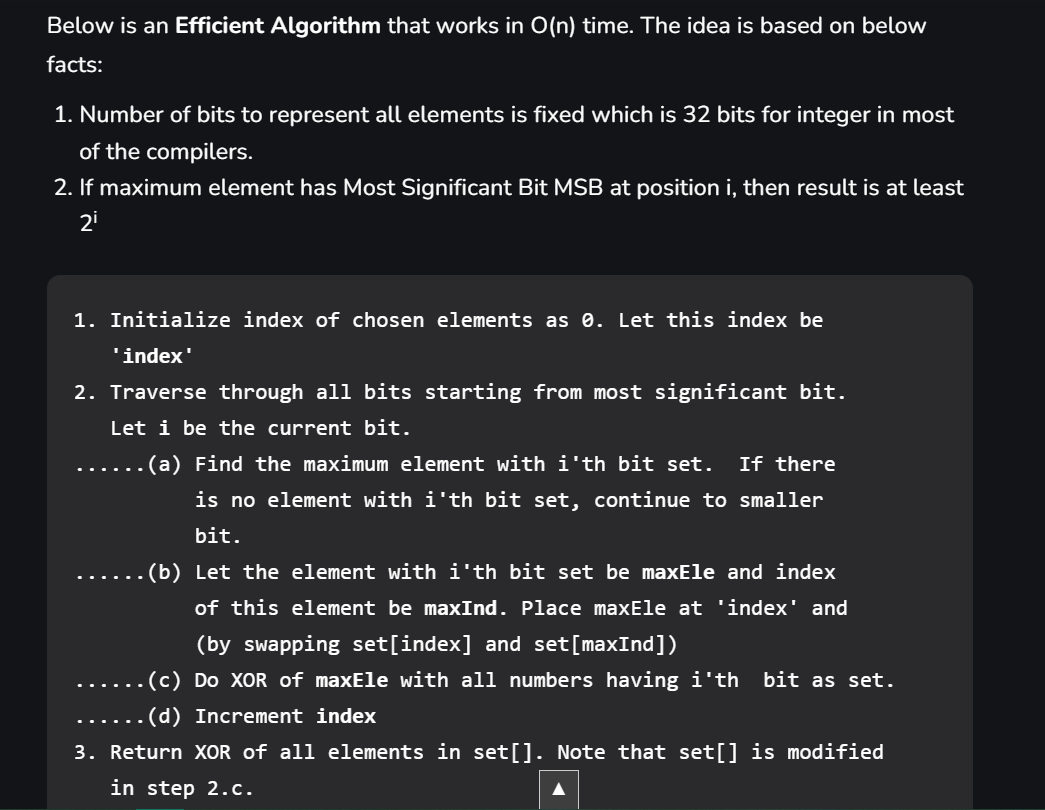 Below is an Efficient Algorithm that works in O(n) time. The idea is based on below
facts:
1. Number of bits to represent all elements is fixed which is 32 bits for integer in most
of the compilers.
2. If maximum element has Most Significant Bit MSB at position i, then result is at least
2ⁱ
1. Initialize index of chosen elements as 0. Let this index be
'index'
2. Traverse through all bits starting from most significant bit.
Let i be the current bit.
......(a) Find the maximum element with i'th bit set.  If there
is no element with i'th bit set, continue to smaller
bit.
......(b) Let the element with i'th bit set be maxEle and index
of this element be maxInd. Place maxEle at 'index' and
(by swapping set[index] and set[maxInd])
......(c) Do XOR of maxEle with all numbers having i'th  bit as set.
......(d) Increment index
3. Return XOR of all elements in set[]. Note that set[] is modified
in step 2.c.